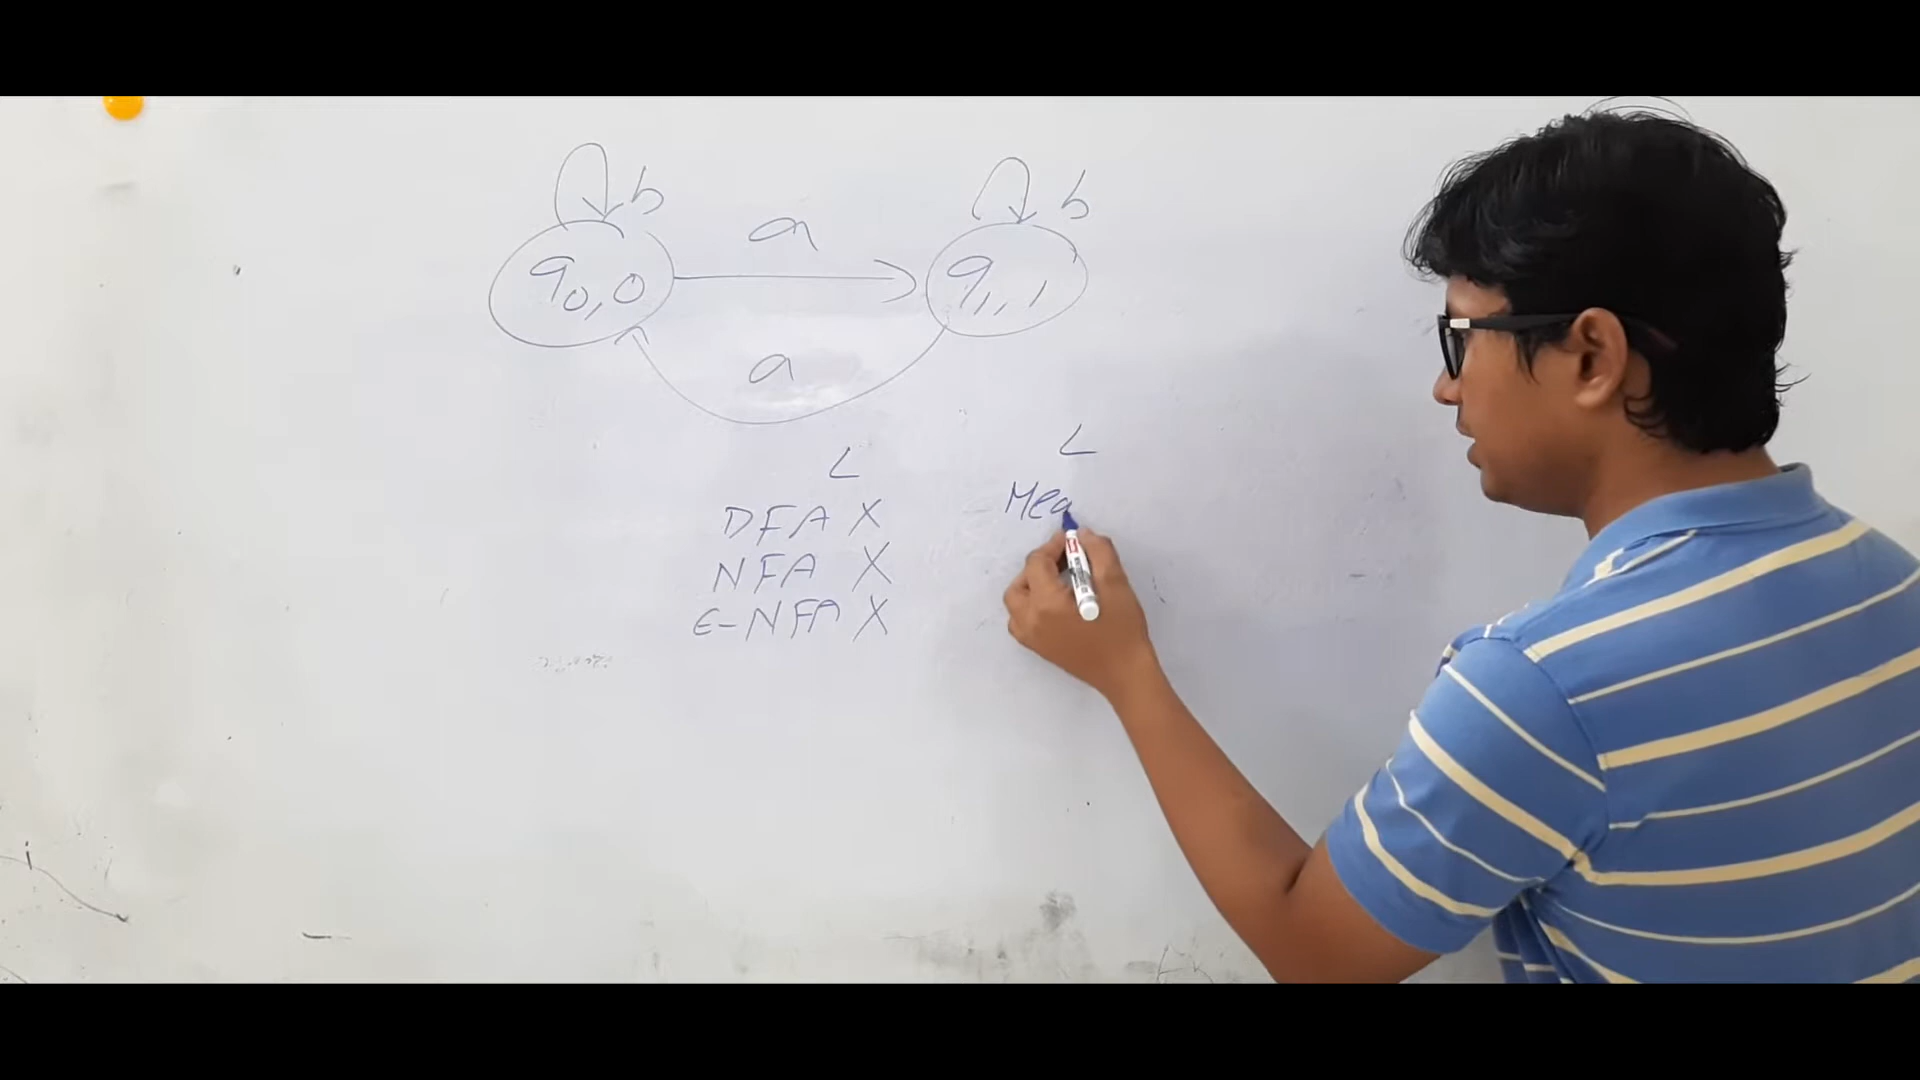 b
b
a
q0,0
q1,1
a
L
L
DFA X
Mea
NFA X
ε-NFA X